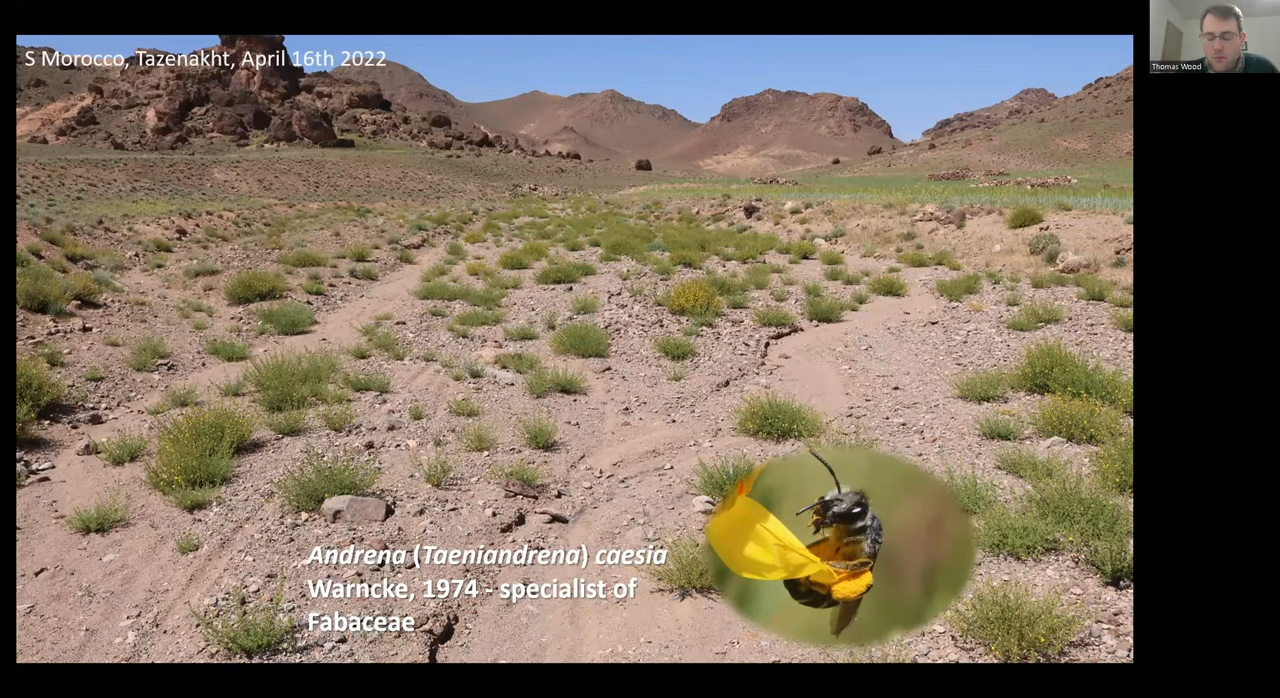 S Morocco, Tazenakht, April 16th 2022
Thomas Wood
Andrena (Taeniandrena) caesia
Warncke, 1974 - specialist of
Fabaceae